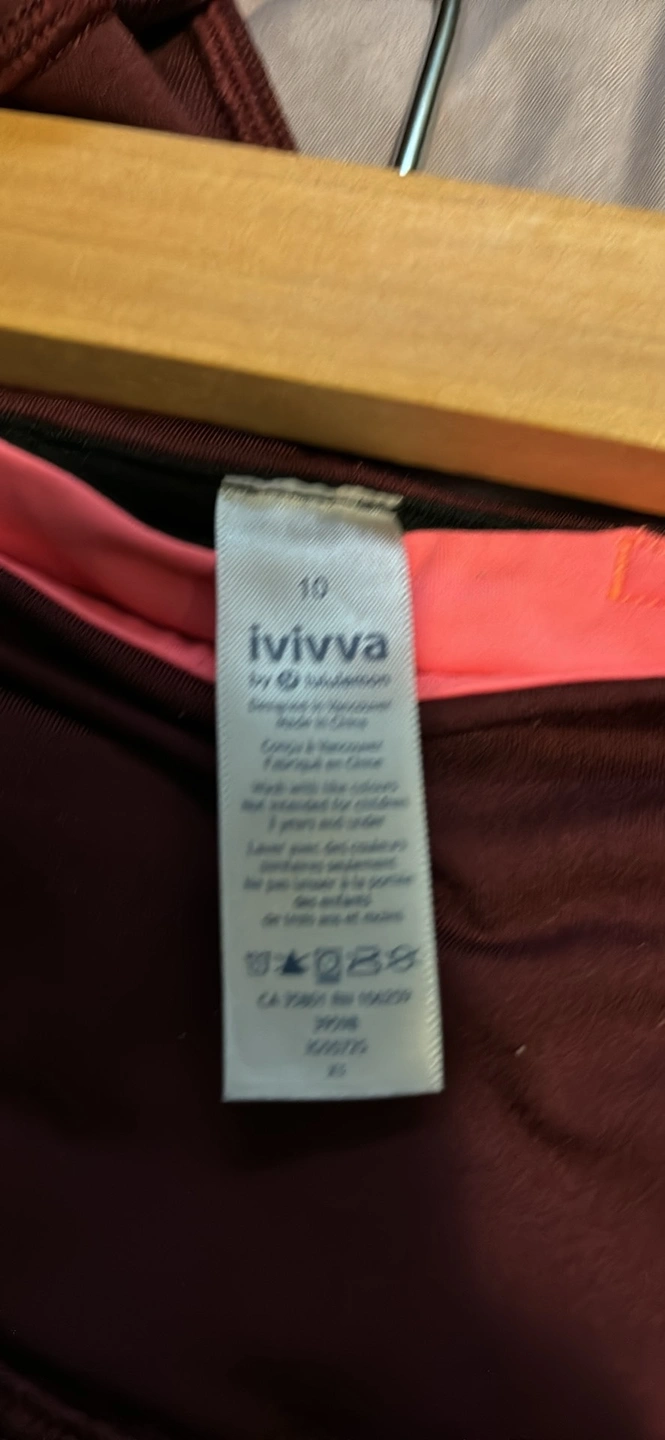 10
ivivva
by lululemon
Designed in Vancouver
Made in China
Conçu à Vancouver
Fabriqué en Chine
Wash with like colours
Not intended for children
3 years and under
Laver avec des couleurs
similaires seulement
Ne pas laisser à la portée
des enfants
de trois ans et moins
CA 35801 RN 106259